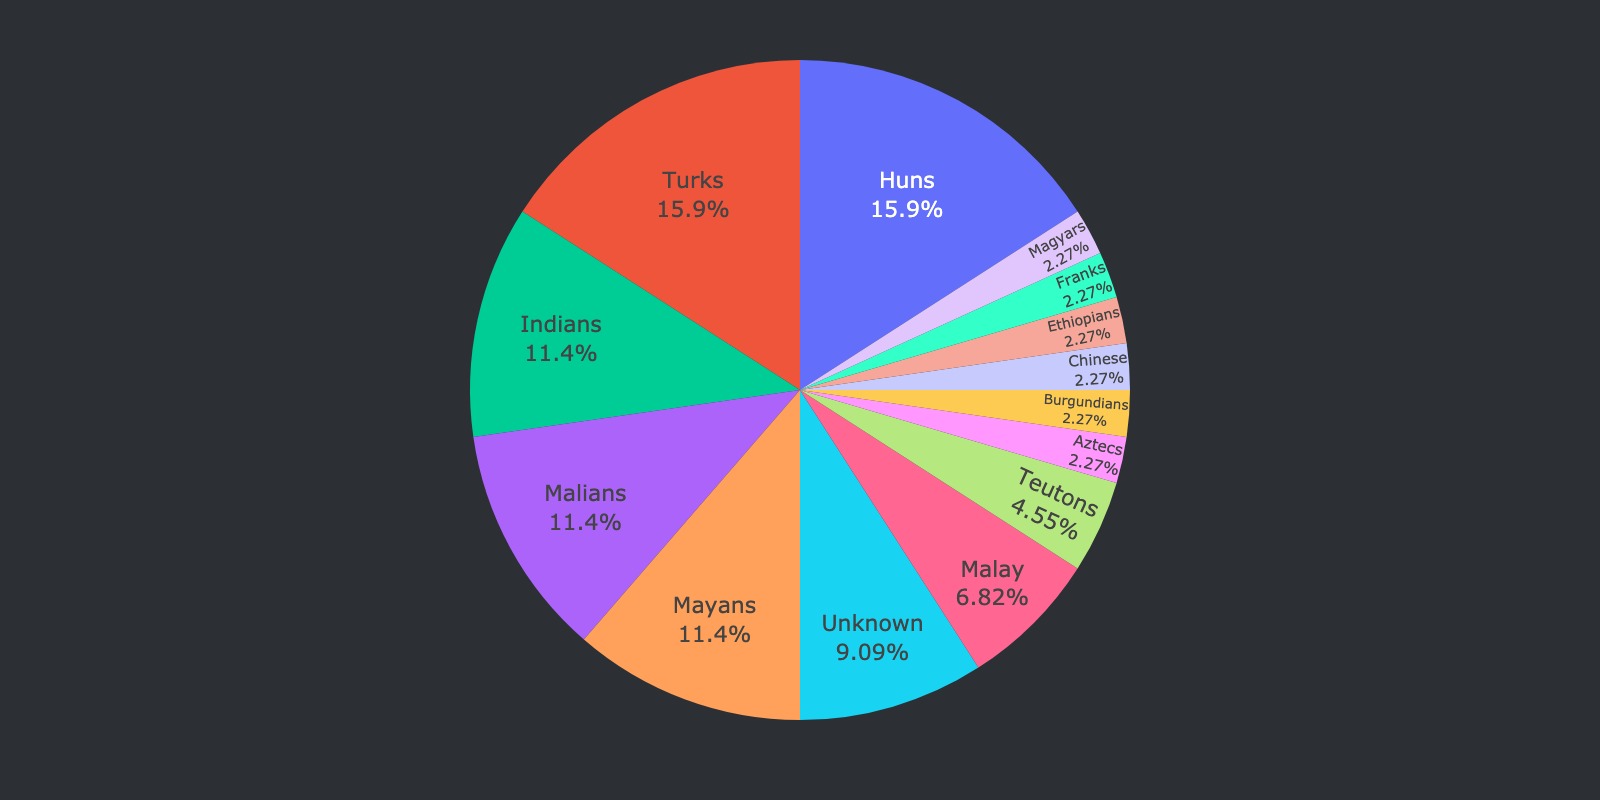 Turks
15.9%
Huns
15.9%
Magyars
2.27%
Franks
2.27%
Ethiopians
2.27%
Chinese
2.27%
Burgundians
2.27%
Aztecs
2.27%
Teutons
4.55%
Malay
6.82%
Unknown
9.09%
Mayans
11.4%
Malians
11.4%
Indians
11.4%